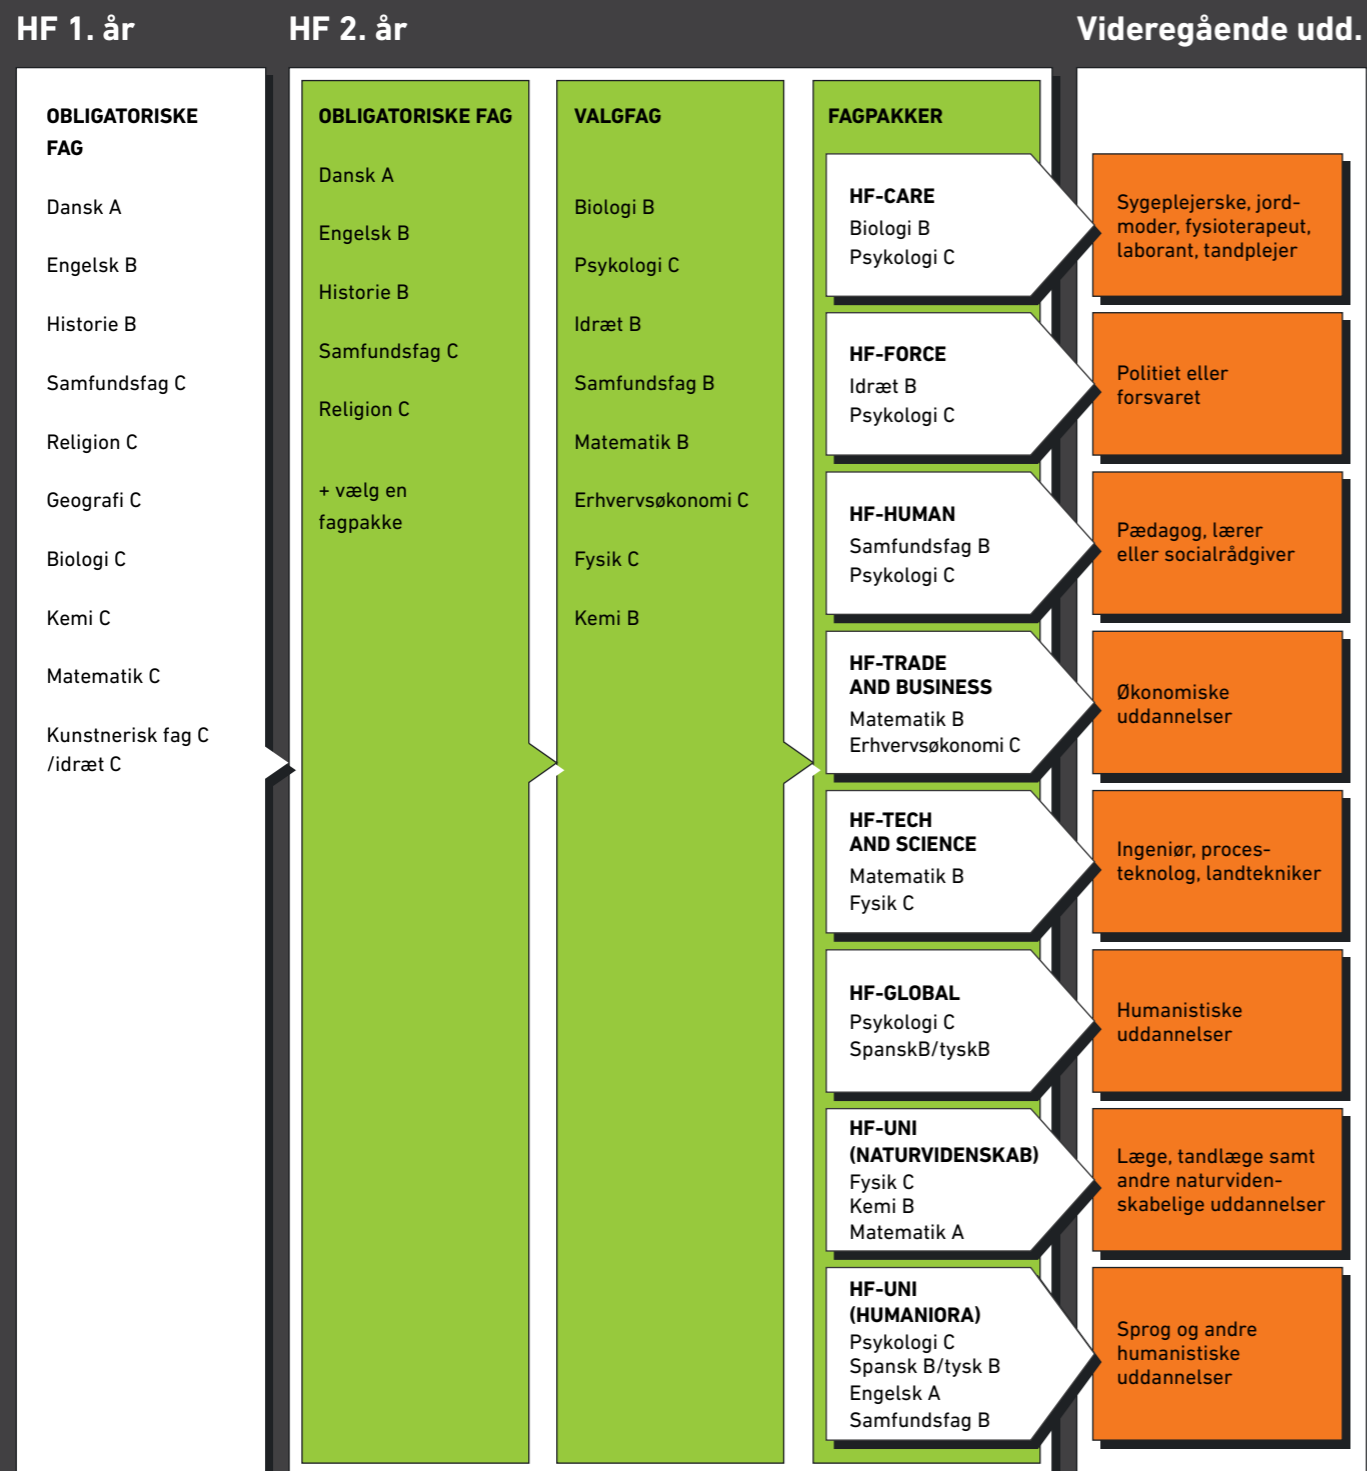 HF 1. år
HF 2. år
Videregående udd.
OBLIGATORISKE
FAG
Dansk A
Engelsk B
Historie B
Samfundsfag C
Religion C
Geografi C
Biologi C
Kemi C
Matematik C
Kunstnerisk fag C
/idræt C
OBLIGATORISKE FAG
Dansk A
Engelsk B
Historie B
Samfundsfag C
Religion C
+ vælg en
fagpakke
VALGFAG
Biologi B
Psykologi C
Idræt B
Samfundsfag B
Matematik B
Erhvervsøkonomi C
Fysik C
Kemi B
FAGPAKKER
HF-CARE
Biologi B
Psykologi C
Sygeplejerske, jord-
moder, fysioterapeut,
laborant, tandplejer
HF-FORCE
Idræt B
Psykologi C
Politiet eller
forsvaret
HF-HUMAN
Samfundsfag B
Psykologi C
Pædagog, lærer
eller socialrådgiver
HF-TRADE
AND BUSINESS
Matematik B
Erhvervsøkonomi C
Økonomiske
uddannelser
HF-TECH
AND SCIENCE
Matematik B
Fysik C
Ingeniør, proces-
teknolog, landtekniker
HF-GLOBAL
Psykologi C
SpanskB/tyskB
Humanistiske
uddannelser
HF-UNI
(NATURVIDENSKAB)
Fysik C
Kemi B
Matematik A
Læge, tandlæge samt
andre naturviden-
skabelige uddannelser
HF-UNI
(HUMANIORA)
Psykologi C
Spansk B/tysk B
Engelsk A
Samfundsfag B
Sprog og andre
humanistiske
uddannelser